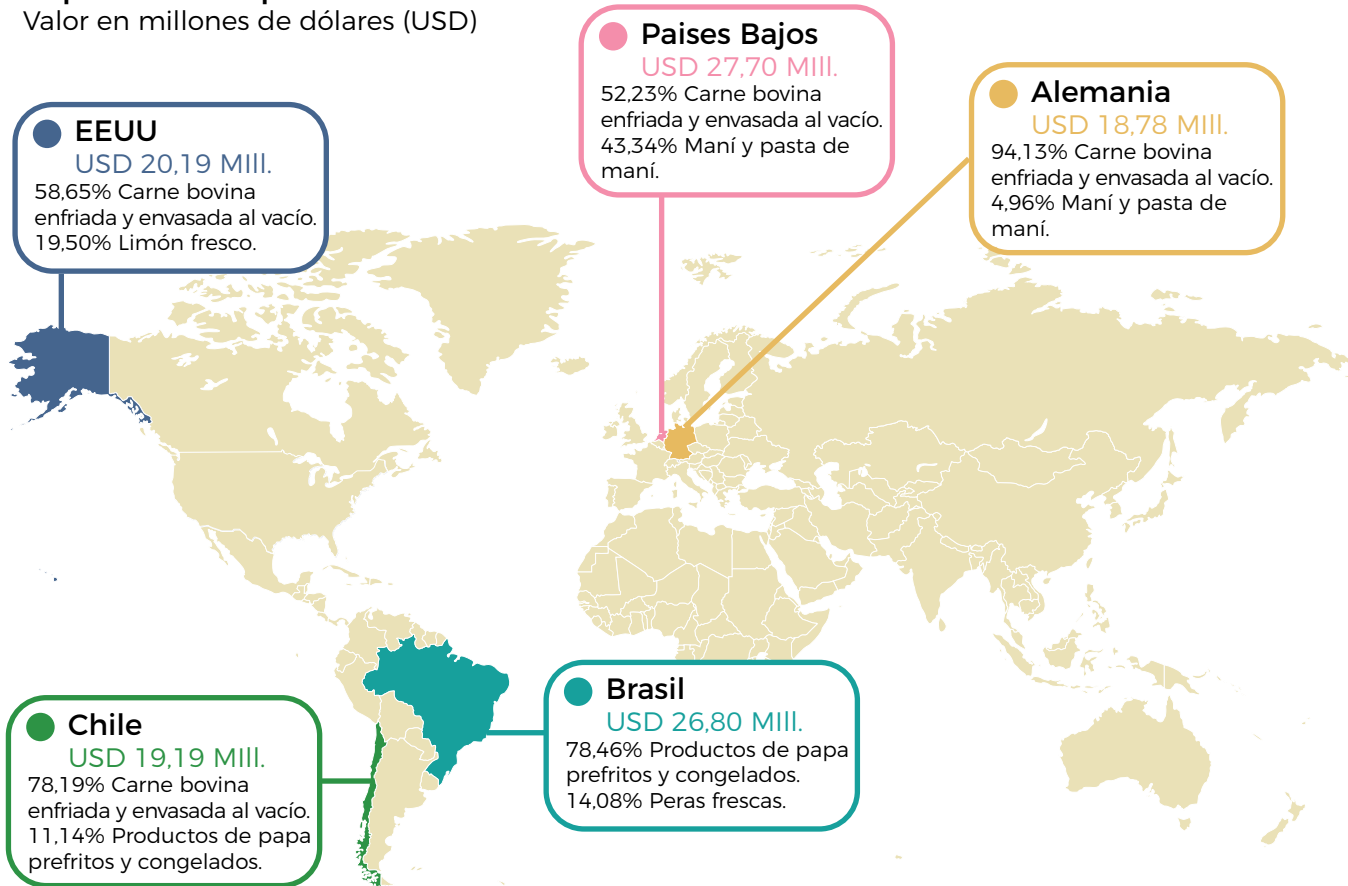 Valor en millones de dólares (USD)
Paises Bajos
USD 27,70 MIll.
52,23% Carne bovina
enfriada y envasada al vacío.
43,34% Maní y pasta de
maní.
Alemania
USD 18,78 MIll.
94,13% Carne bovina
enfriada y envasada al vacío.
4,96% Maní y pasta de
maní.
EEUU
USD 20,19 MIll.
58,65% Carne bovina
enfriada y envasada al vacío.
19,50% Limón fresco.
Brasil
USD 26,80 MIll.
78,46% Productos de papa
prefritos y congelados.
14,08% Peras frescas.
Chile
USD 19,19 MIll.
78,19% Carne bovina
enfriada y envasada al vacío.
11,14% Productos de papa
prefritos y congelados.